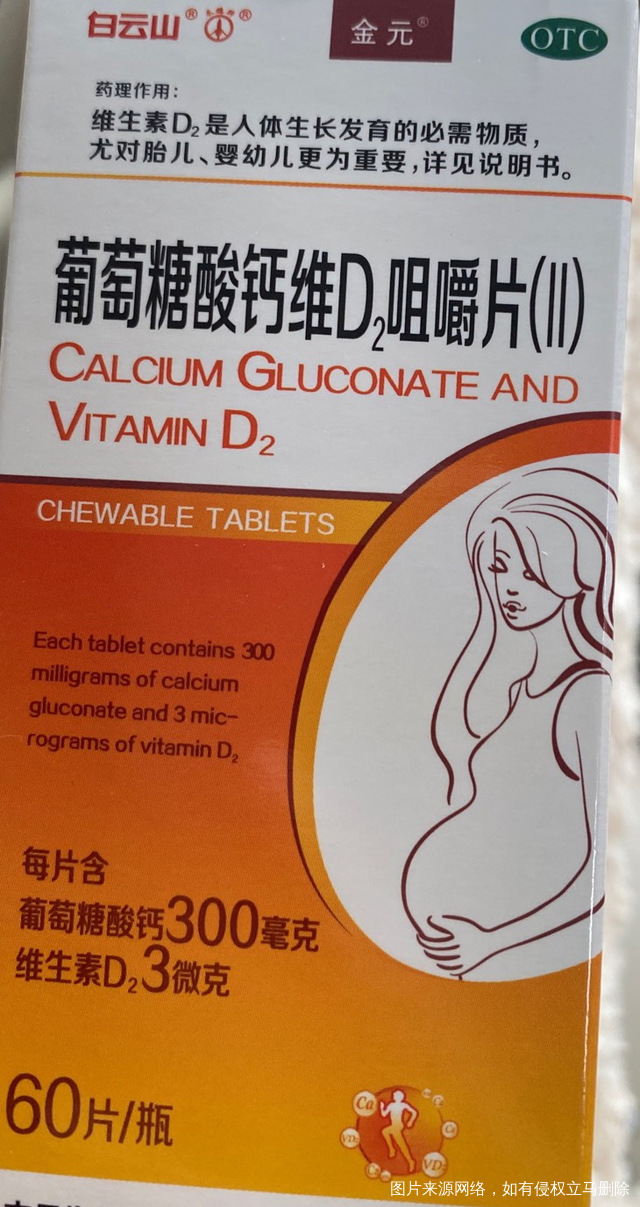 白云山® ®
金元®
OTC
药理作用：
维生素D₂是人体生长发育的必需物质，
尤对胎儿、婴幼儿更为重要，详见说明书。
葡萄糖酸钙维D₂咀嚼片(II)
CALCIUM GLUCONATE AND
VITAMIN D₂
CHEWABLE TABLETS
Each tablet contains 300
milligrams of calcium
gluconate and 3 mic-
rograms of vitamin D₂
每片含
葡萄糖酸钙300毫克
维生素D₂3微克
60片/瓶
Ca
VD₂
VD₂
图片来源网络，如有侵权立马删除